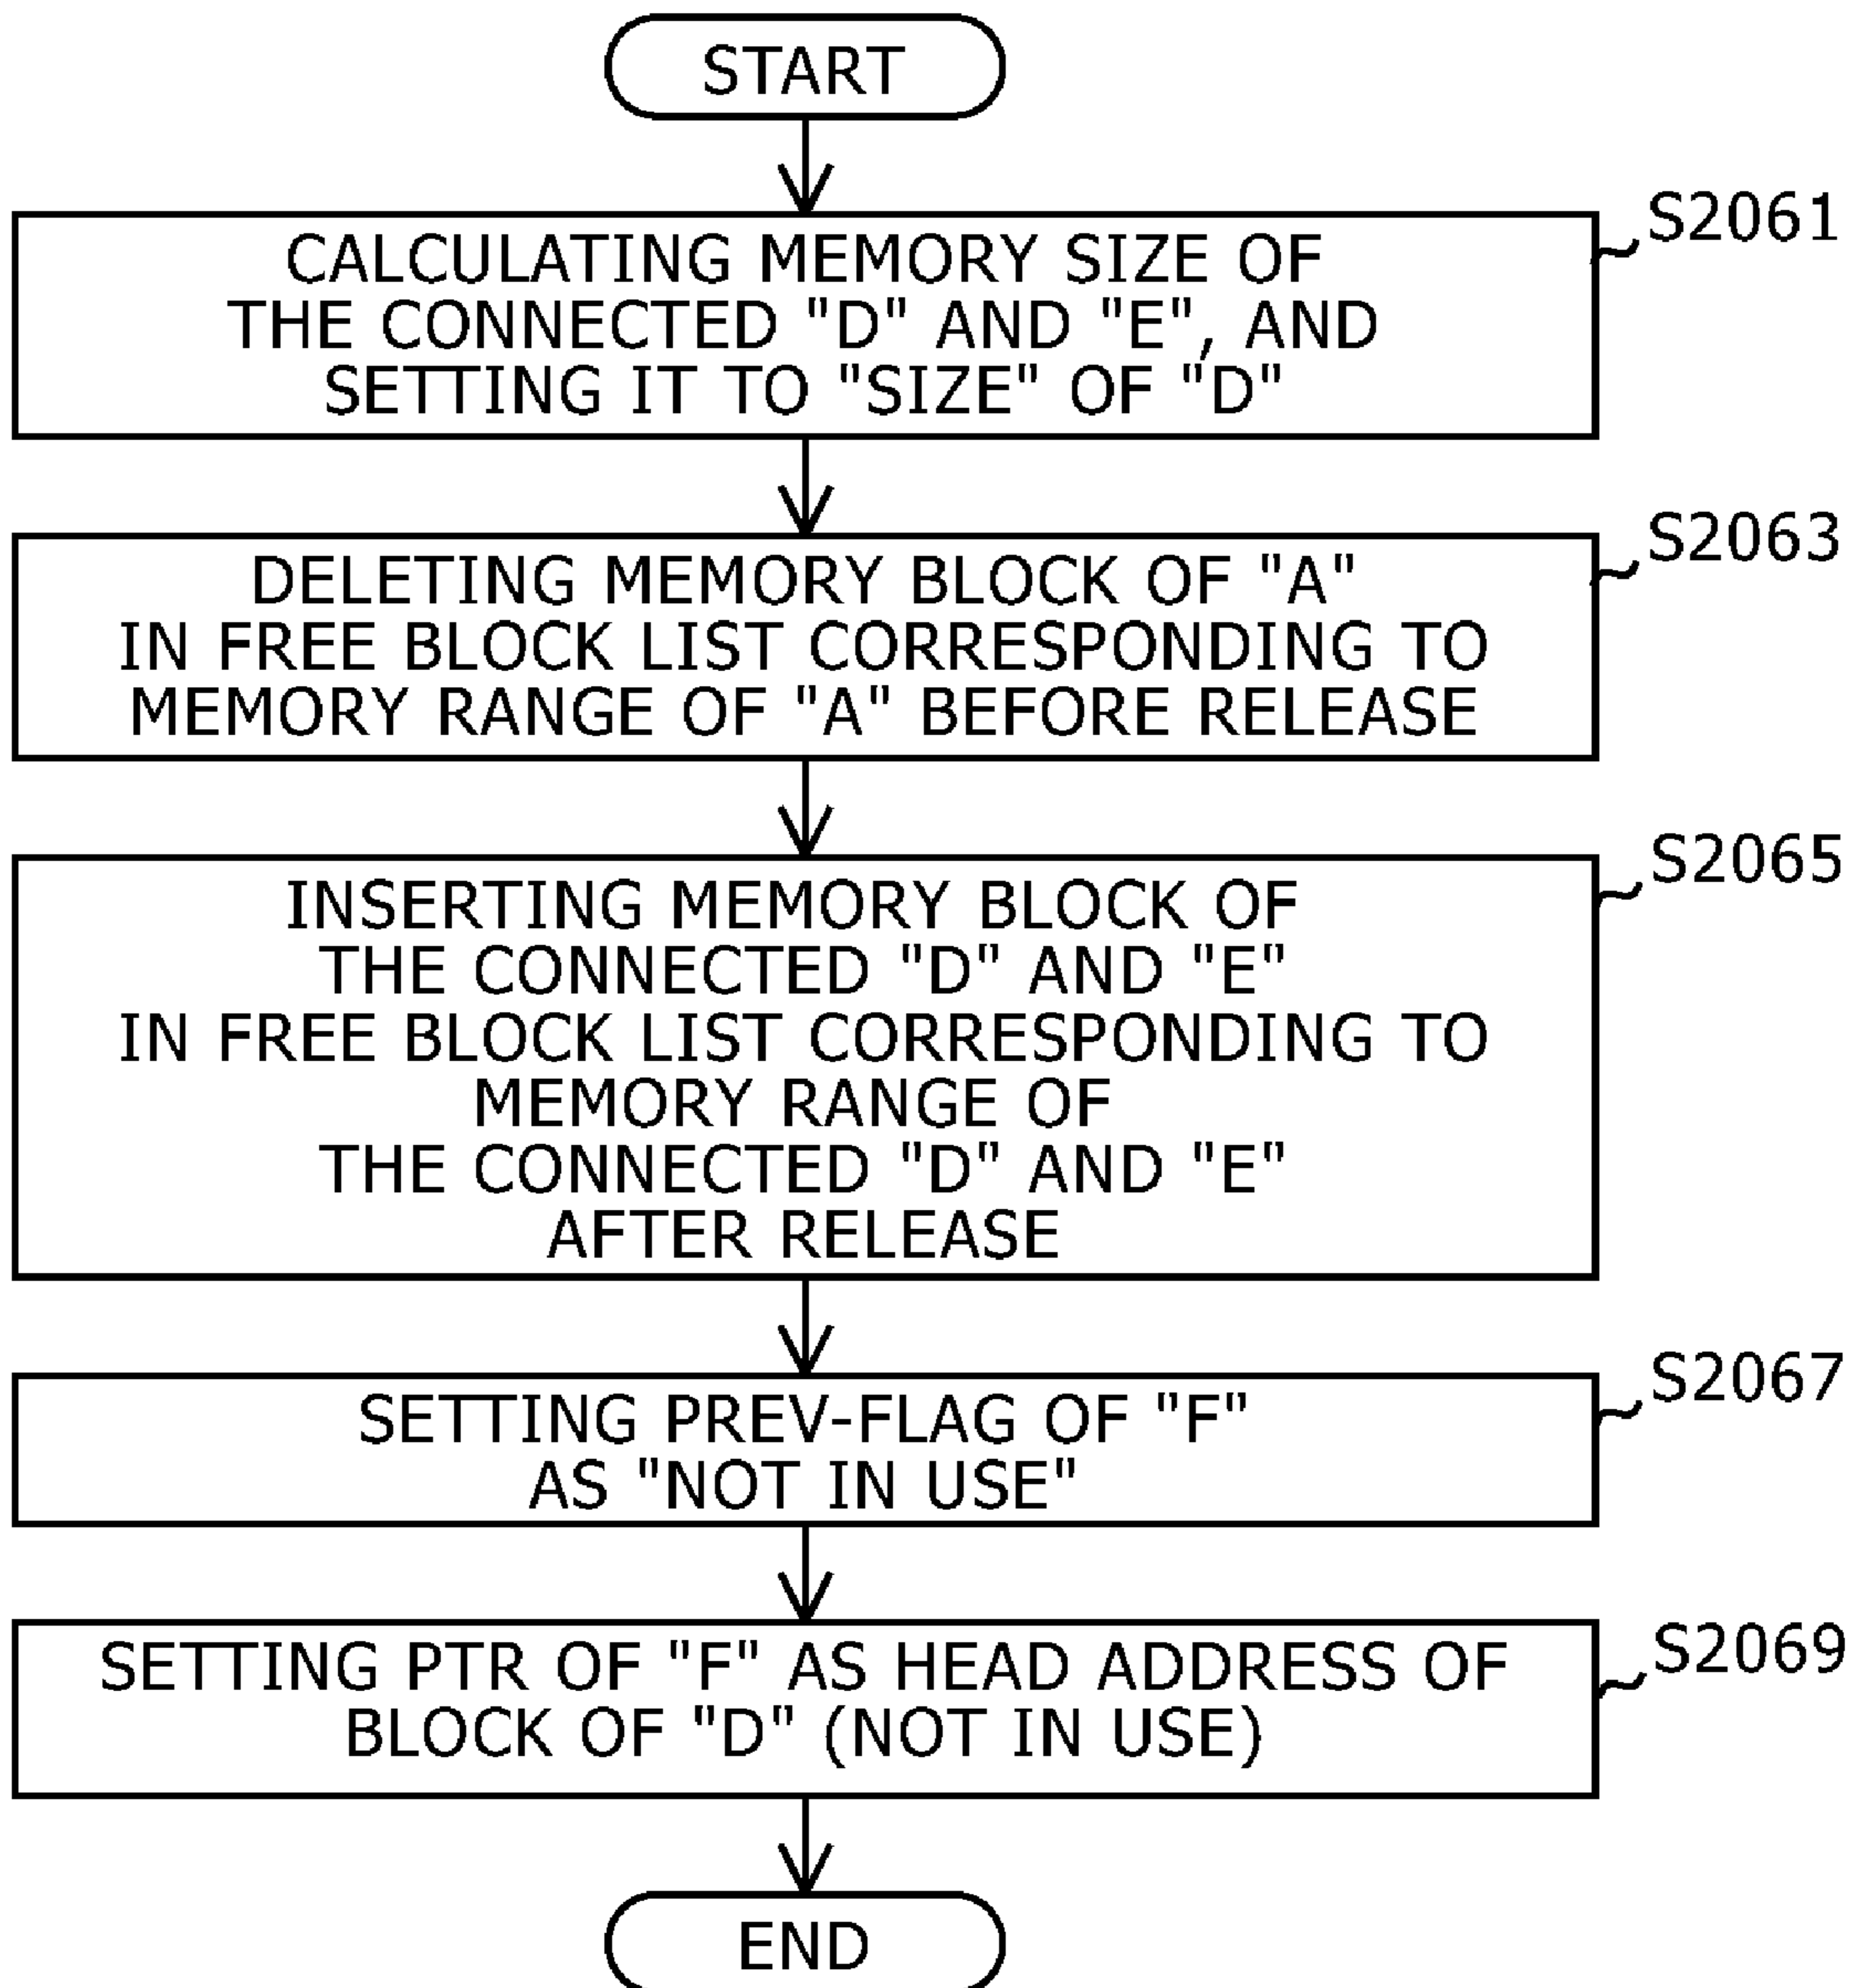 START
S2061
CALCULATING MEMORY SIZE OF
THE CONNECTED "D" AND "E", AND
SETTING IT TO "SIZE" OF "D"
S2063
DELETING MEMORY BLOCK OF "A"
IN FREE BLOCK LIST CORRESPONDING TO
MEMORY RANGE OF "A" BEFORE RELEASE
S2065
INSERTING MEMORY BLOCK OF
THE CONNECTED "D" AND "E"
IN FREE BLOCK LIST CORRESPONDING TO
MEMORY RANGE OF
THE CONNECTED "D" AND "E"
AFTER RELEASE
S2067
SETTING PREV-FLAG OF "F"
AS "NOT IN USE"
S2069
SETTING PTR OF "F" AS HEAD ADDRESS OF
BLOCK OF "D" (NOT IN USE)
END